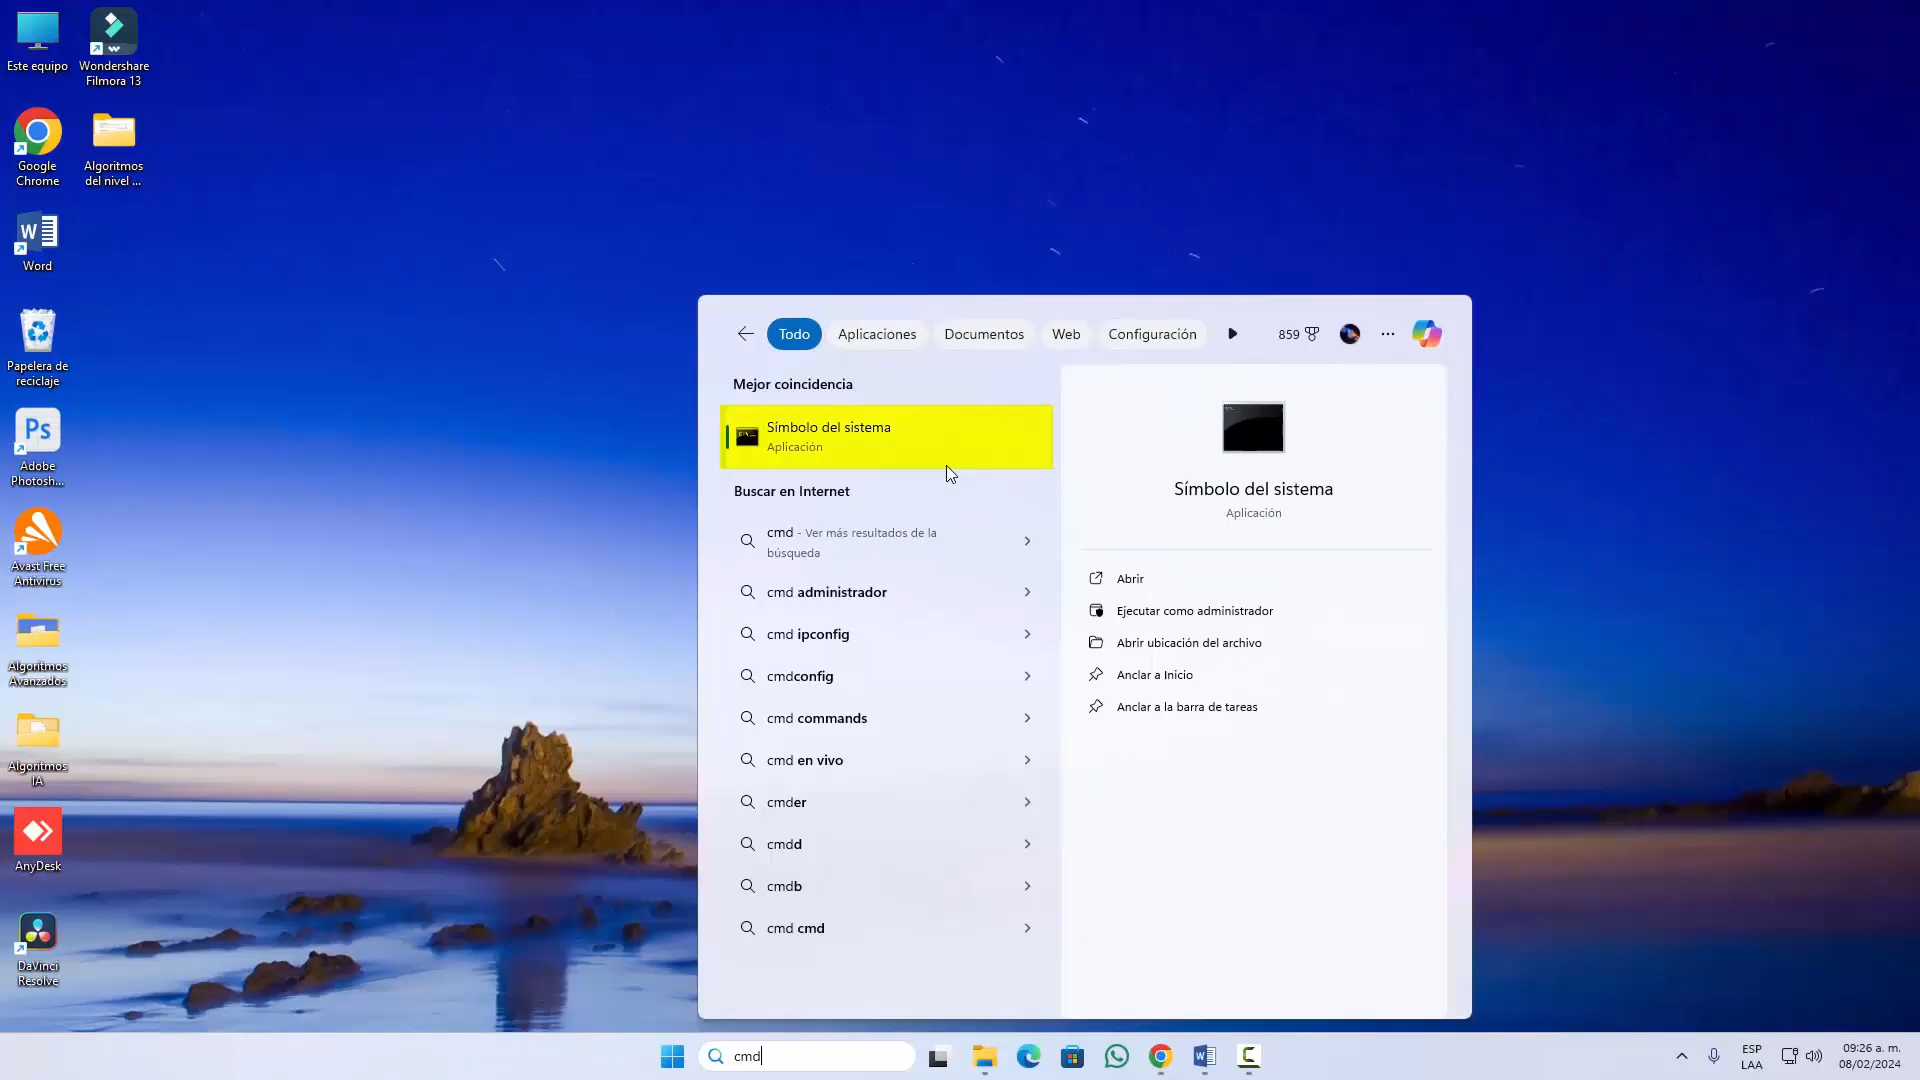 Este equipo
Wondershare
Filmora 13
Google
Chrome
Algoritmos
del nivel ...
W
Word
Papelera de
reciclaje
Ps
Adobe
Photosh...
Avast Free
Antivirus
Algoritmos
Avanzados
Algoritmos
IA
AnyDesk
DaVinci
Resolve
Todo
Aplicaciones
Documentos
Web
Configuración
859
Mejor coincidencia
Símbolo del sistema
Aplicación
Buscar en Internet
cmd - Ver más resultados de la
búsqueda
cmd administrador
cmd ipconfig
cmdconfig
cmd commands
cmd en vivo
cmder
cmdd
cmdb
cmd cmd
Símbolo del sistema
Aplicación
Abrir
Ejecutar como administrador
Abrir ubicación del archivo
Anclar a Inicio
Anclar a la barra de tareas
cmd
ESP
LAA
09:26 a. m.
08/02/2024